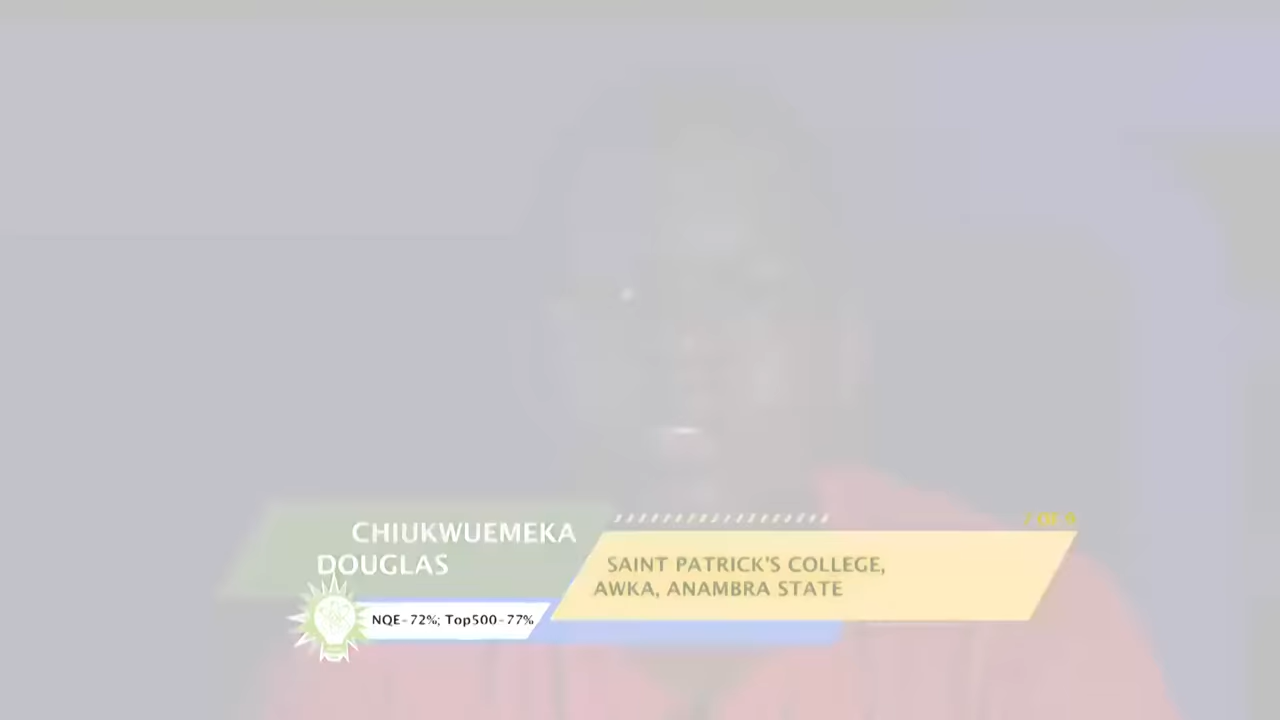 CHIUKWUEMEKA
DOUGLAS
SAINT PATRICK'S COLLEGE,
AWKA, ANAMBRA STATE
NQE-72%; Top500-77%